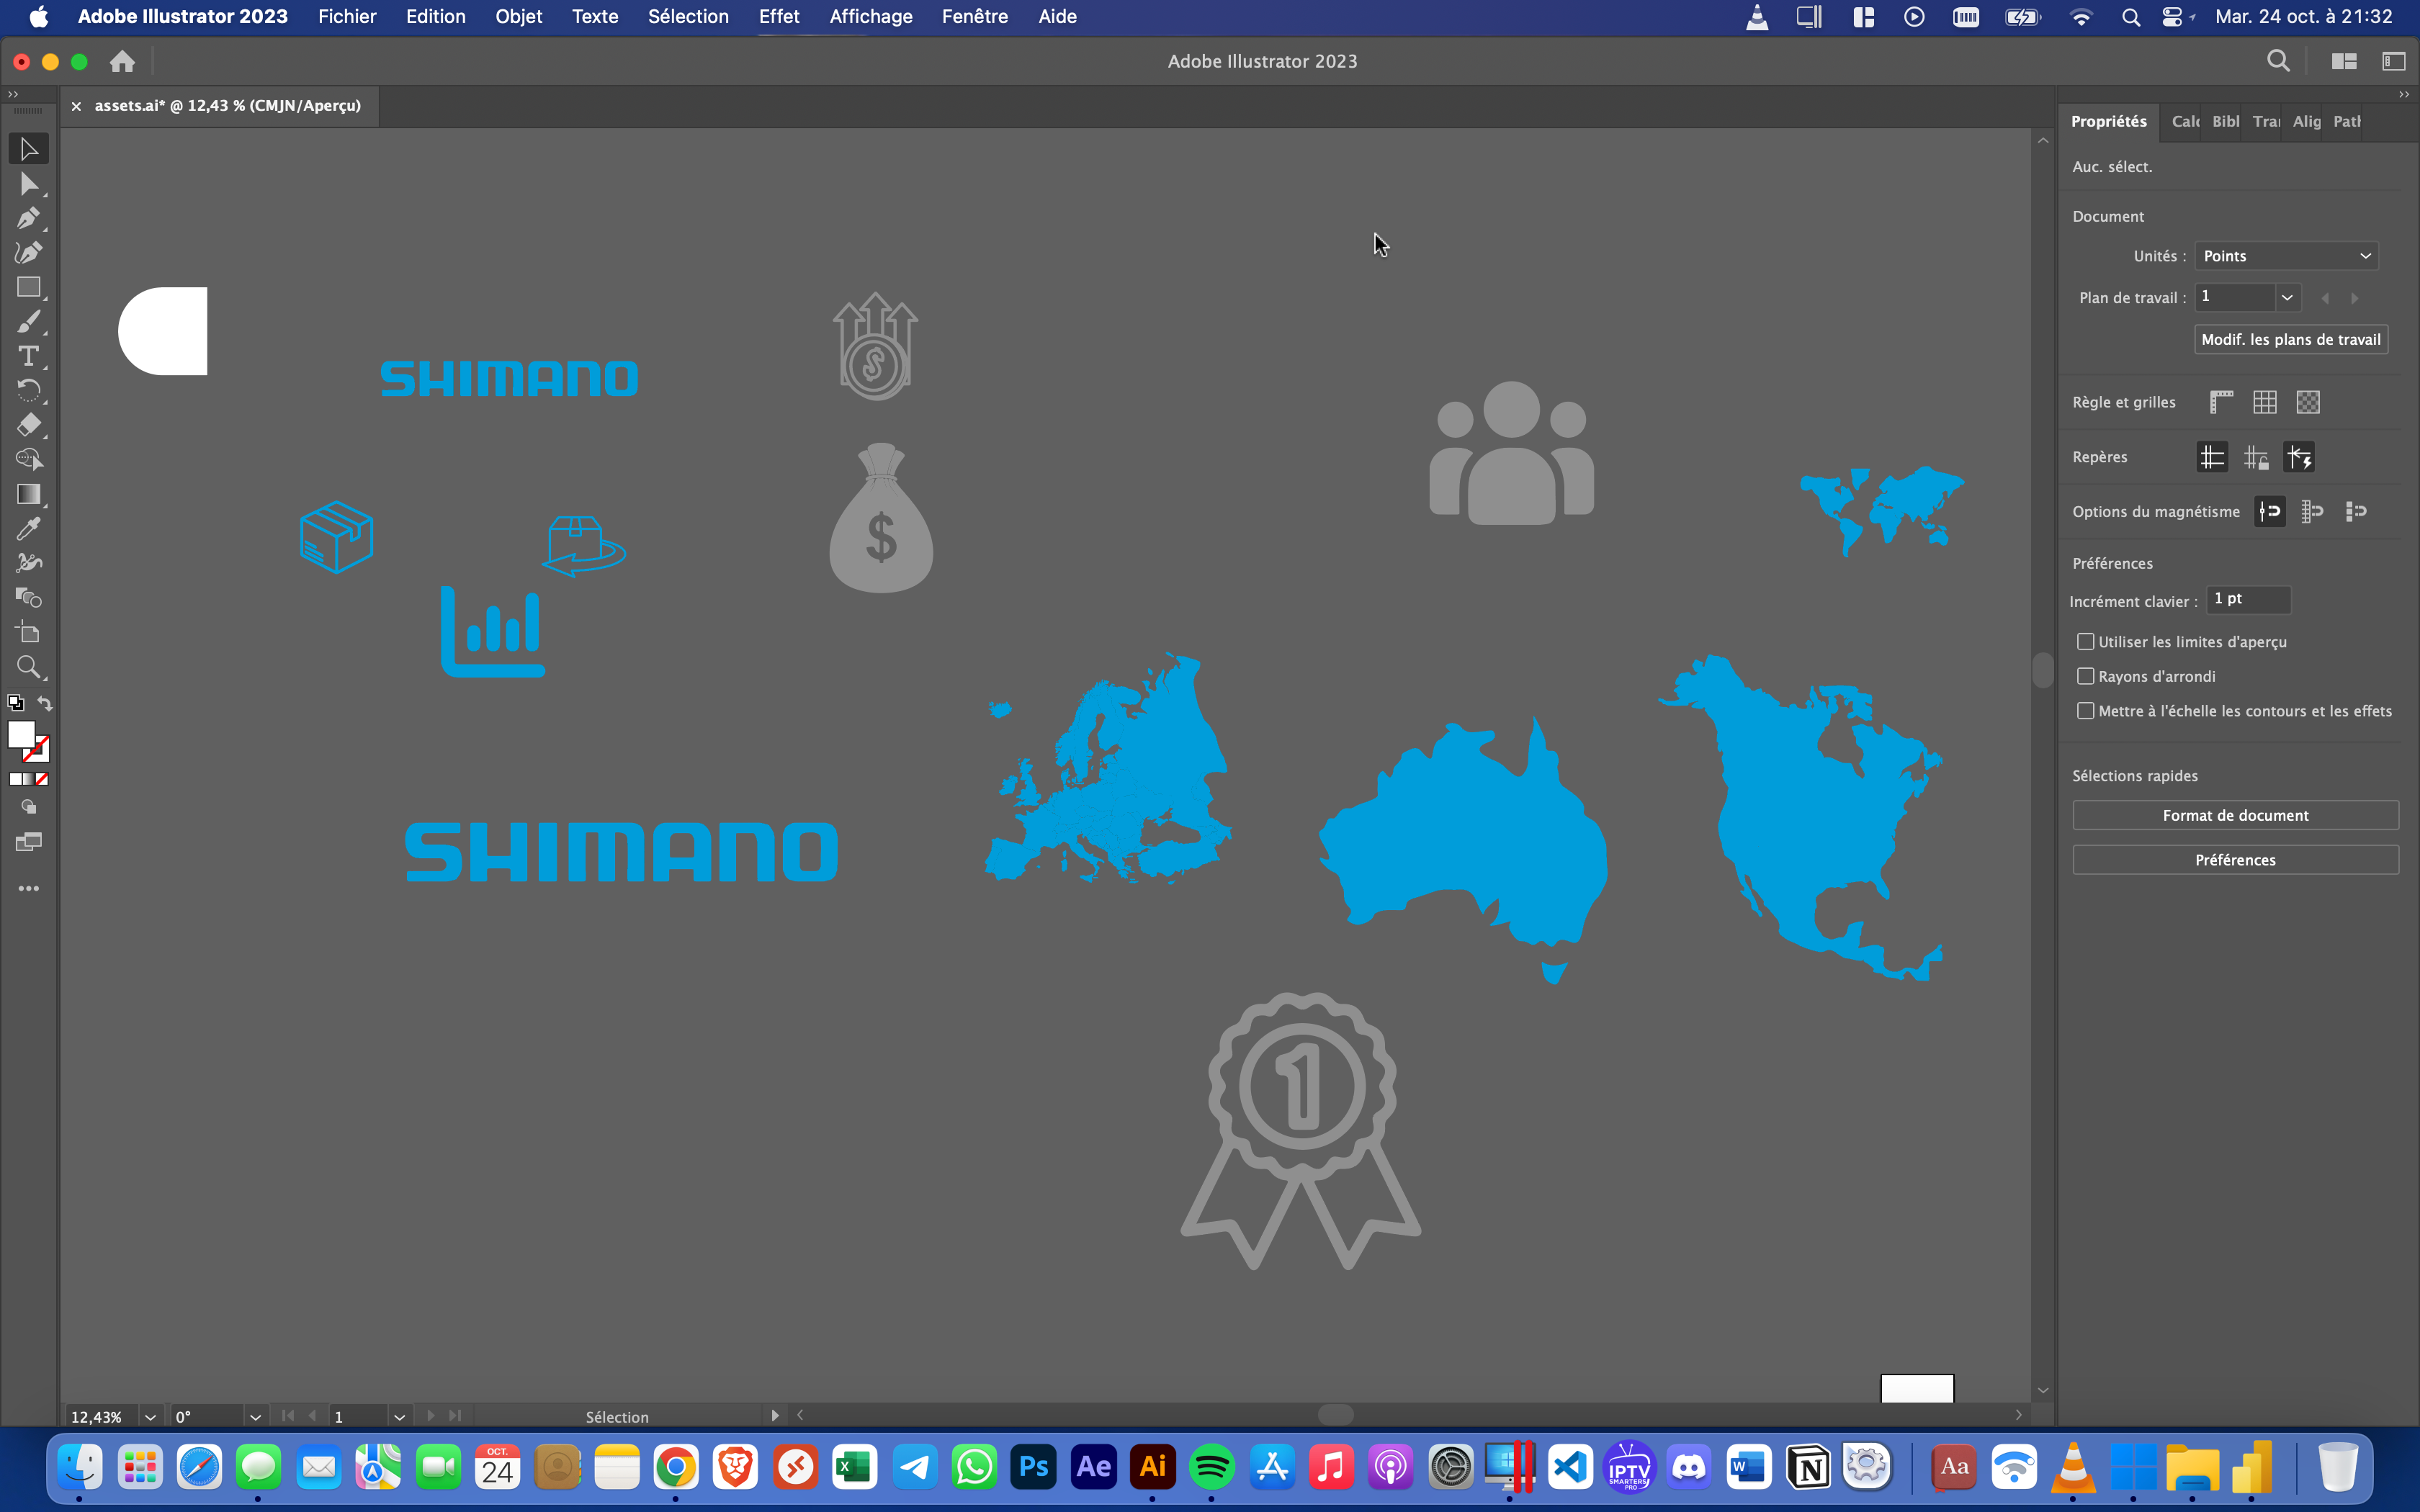 Adobe Illustrator 2023 Fichier Edition Objet Texte Sélection Effet Affichage Fenêtre Aide Mar. 24 oct. à 21:32
Adobe Illustrator 2023
assets.ai* @ 12,43 % (CMJN/Aperçu)
Propriétés Calc Bibl Tra Alig Path
Auc. sélect.
Document
Unités : Points
Plan de travail : 1
Modif. les plans de travail
Règle et grilles
Repères
Options du magnétisme
Préférences
Incrément clavier : 1 pt
Utiliser les limites d'aperçu
Rayons d'arrondi
Mettre à l'échelle les contours et les effets
Sélections rapides
Format de document
Préférences
SHIMANO
$
$
SHIMANO
1
12,43% 0° 1 Sélection
OCT.
24
Ps
Ae
Ai
IPTV
SMARTERS
PRO
W
N
Aa